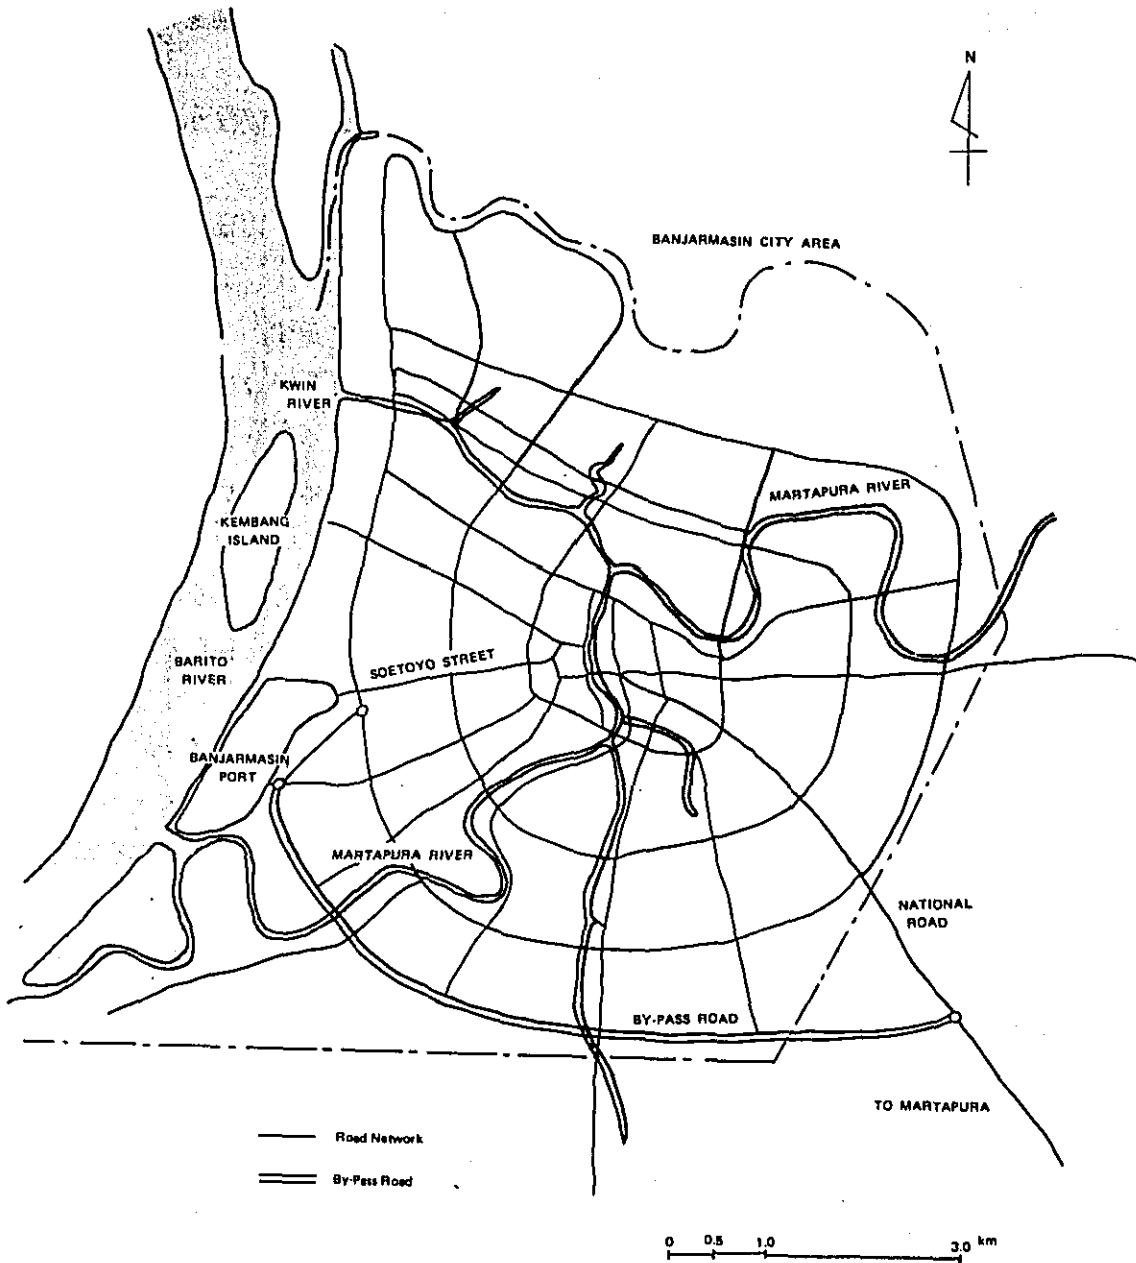 N
BANJARMASIN CITY AREA
KWIN
RIVER
MARTAPURA RIVER
KEMBANG
ISLAND
BARITO
RIVER
SOETOYO STREET
BANJARMASIN
PORT
MARTAPURA RIVER
NATIONAL
ROAD
BY-PASS ROAD
TO MARTAPURA
Road Network
By-Pass Road
0 0.5 1.0 3.0 km